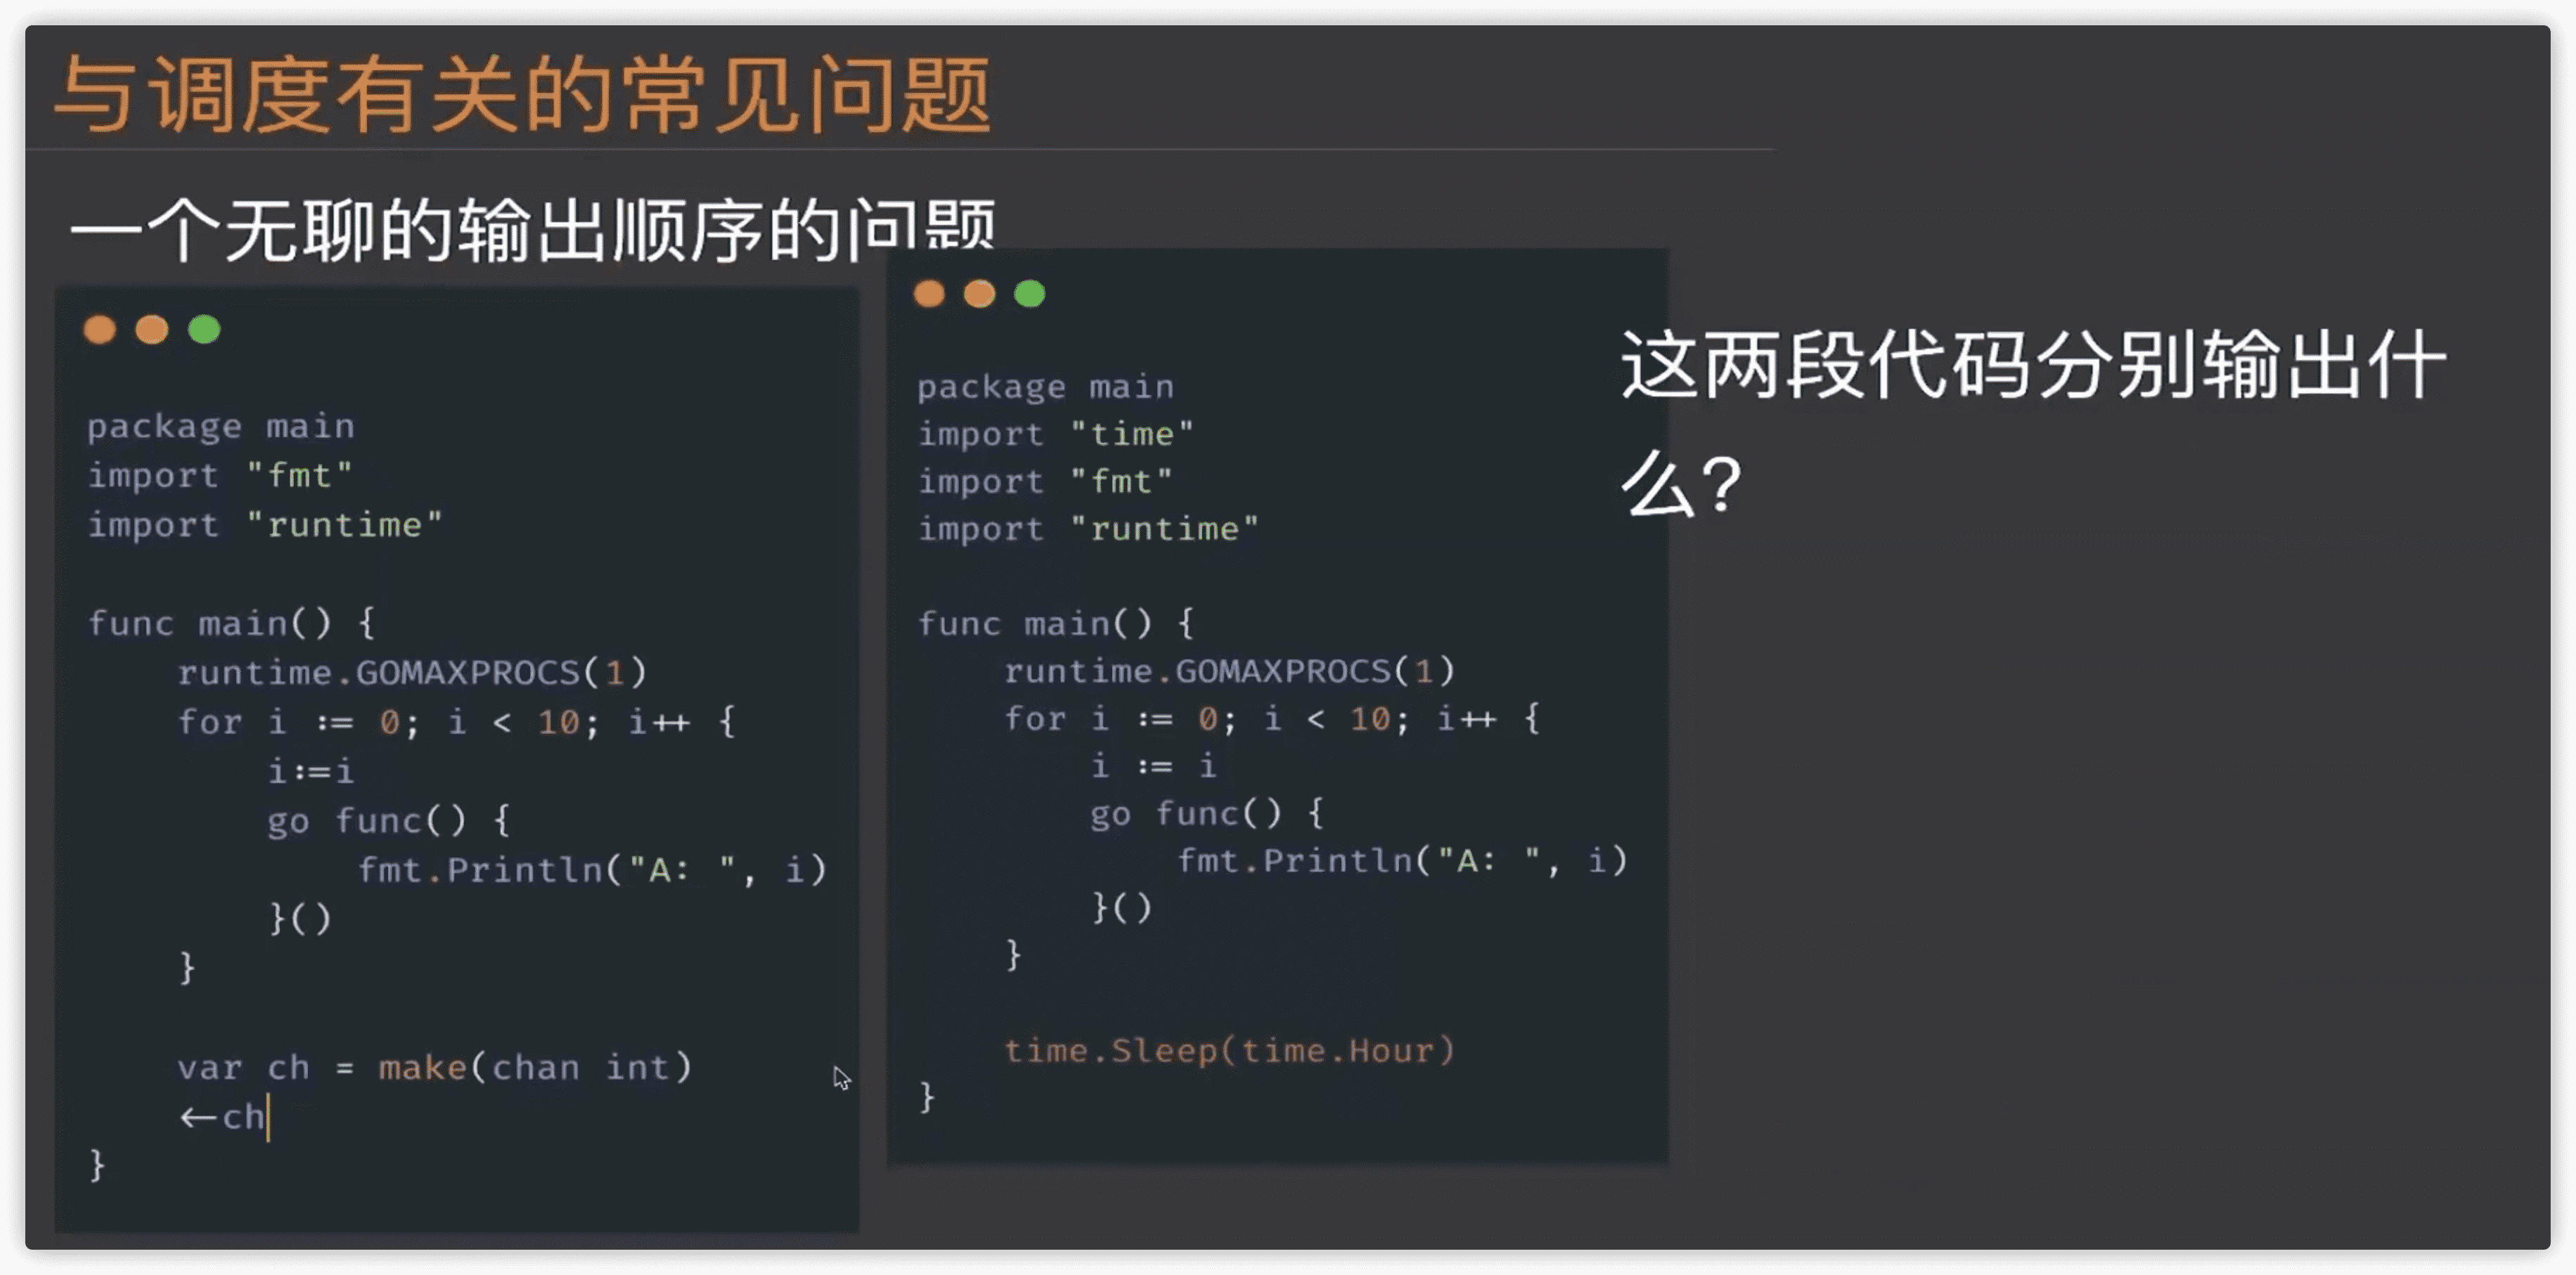 与调度有关的常见问题
一个无聊的输出顺序的问题
package main
import "fmt"
import "runtime"
func main() {
runtime.GOMAXPROCS(1)
for i := 0; i < 10; i++ {
i:=i
go func() {
fmt.Println("A: ", i)
}()
}
var ch = make(chan int)
<-ch
}
package main
import "time"
import "fmt"
import "runtime"
func main() {
runtime.GOMAXPROCS(1)
for i := 0; i < 10; i++ {
i := i
go func() {
fmt.Println("A: ", i)
}()
}
time.Sleep(time.Hour)
}
这两段代码分别输出什
么?